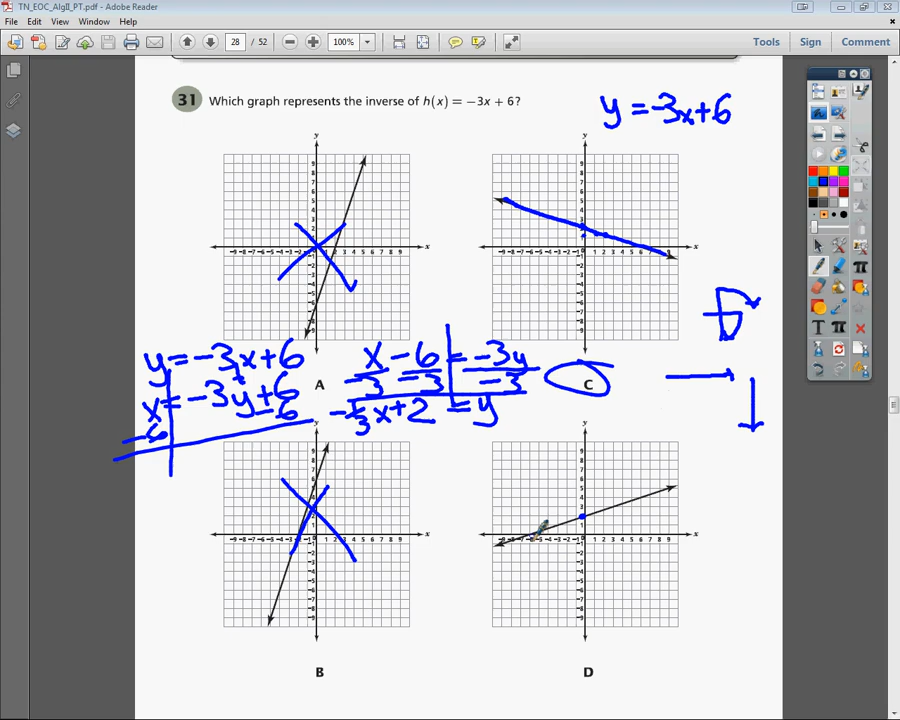 TN_EOC_AlgII_PT.pdf - Adobe Reader
File Edit View Window Help
28 / 52 100% Tools Sign Comment
31 Which graph represents the inverse of h(x) = −3x + 6?
y = -3x+6
y y
x x
y = -3x+6
x = -3y+6
-6 -6
x - 6 = -3y
-3 -3 -3
-1/3 x + 2 = y
A C
y y
x x
B D